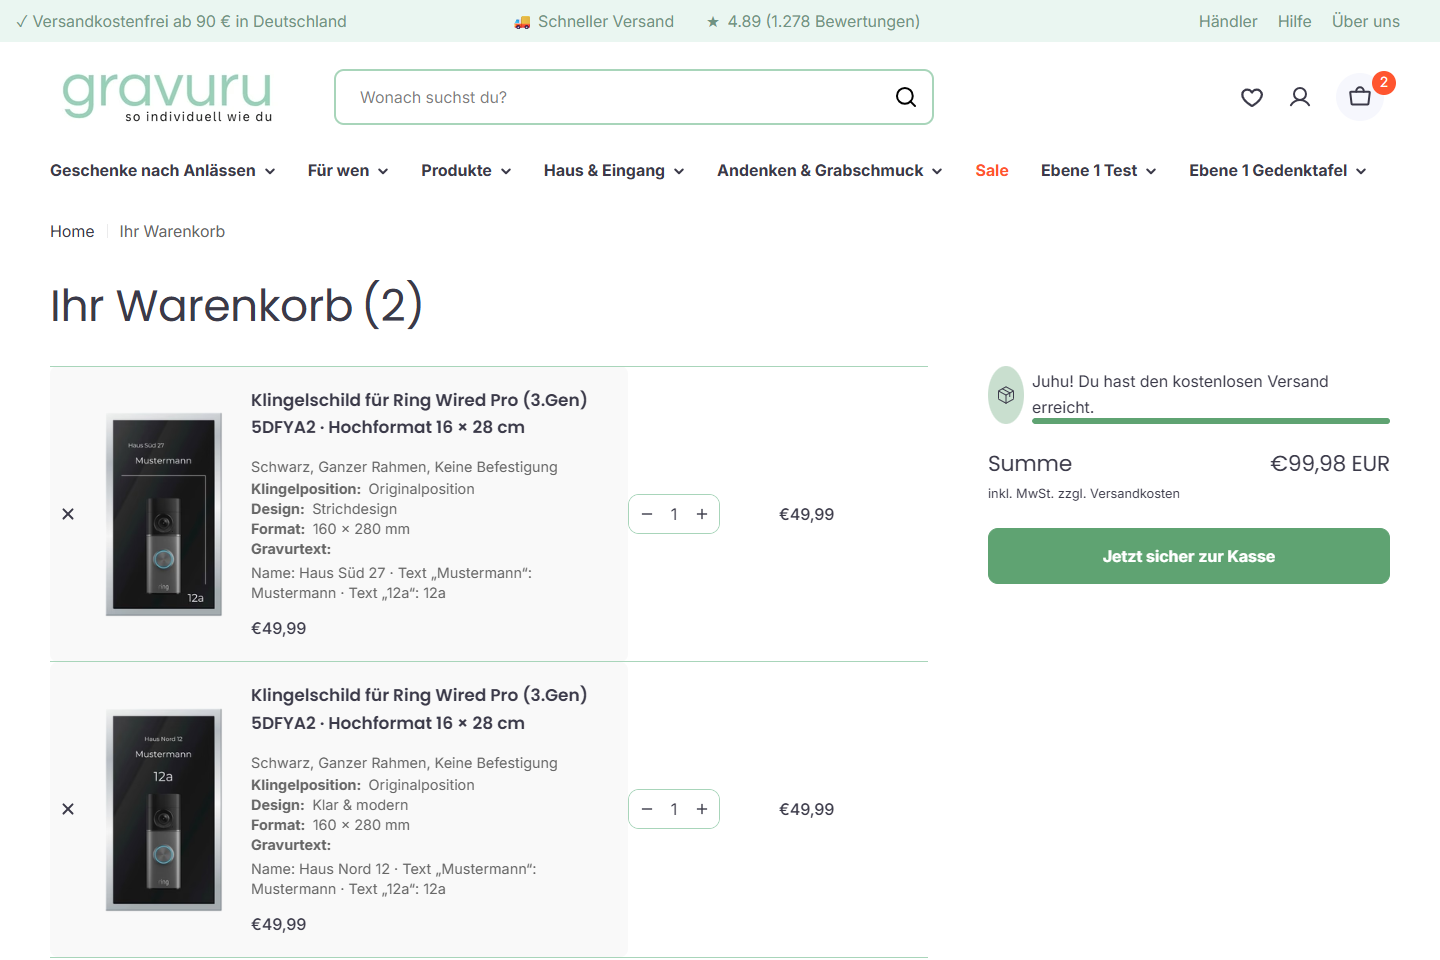 ✓ Versandkostenfrei ab 90 € in Deutschland
🚚 Schneller Versand
★ 4.89 (1.278 Bewertungen)
Händler Hilfe Über uns
gravuru
so individuell wie du
Wonach suchst du?
2
Geschenke nach Anlässen Für wen Produkte Haus & Eingang Andenken & Grabschmuck Sale Ebene 1 Test Ebene 1 Gedenktafel
Home Ihr Warenkorb
Ihr Warenkorb (2)
Haus Süd 27
Mustermann
ring
12a
Klingelschild für Ring Wired Pro (3.Gen)
5DFYA2 · Hochformat 16 × 28 cm
Schwarz, Ganzer Rahmen, Keine Befestigung
Klingelposition: Originalposition
Design: Strichdesign
Format: 160 × 280 mm
Gravurtext:
Name: Haus Süd 27 · Text „Mustermann“:
Mustermann · Text „12a“: 12a
€49,99
− 1 +
€49,99
Haus Nord 12
Mustermann
12a
ring
Klingelschild für Ring Wired Pro (3.Gen)
5DFYA2 · Hochformat 16 × 28 cm
Schwarz, Ganzer Rahmen, Keine Befestigung
Klingelposition: Originalposition
Design: Klar & modern
Format: 160 × 280 mm
Gravurtext:
Name: Haus Nord 12 · Text „Mustermann“:
Mustermann · Text „12a“: 12a
€49,99
− 1 +
€49,99
Juhu! Du hast den kostenlosen Versand
erreicht.
Summe €99,98 EUR
inkl. MwSt. zzgl. Versandkosten
Jetzt sicher zur Kasse